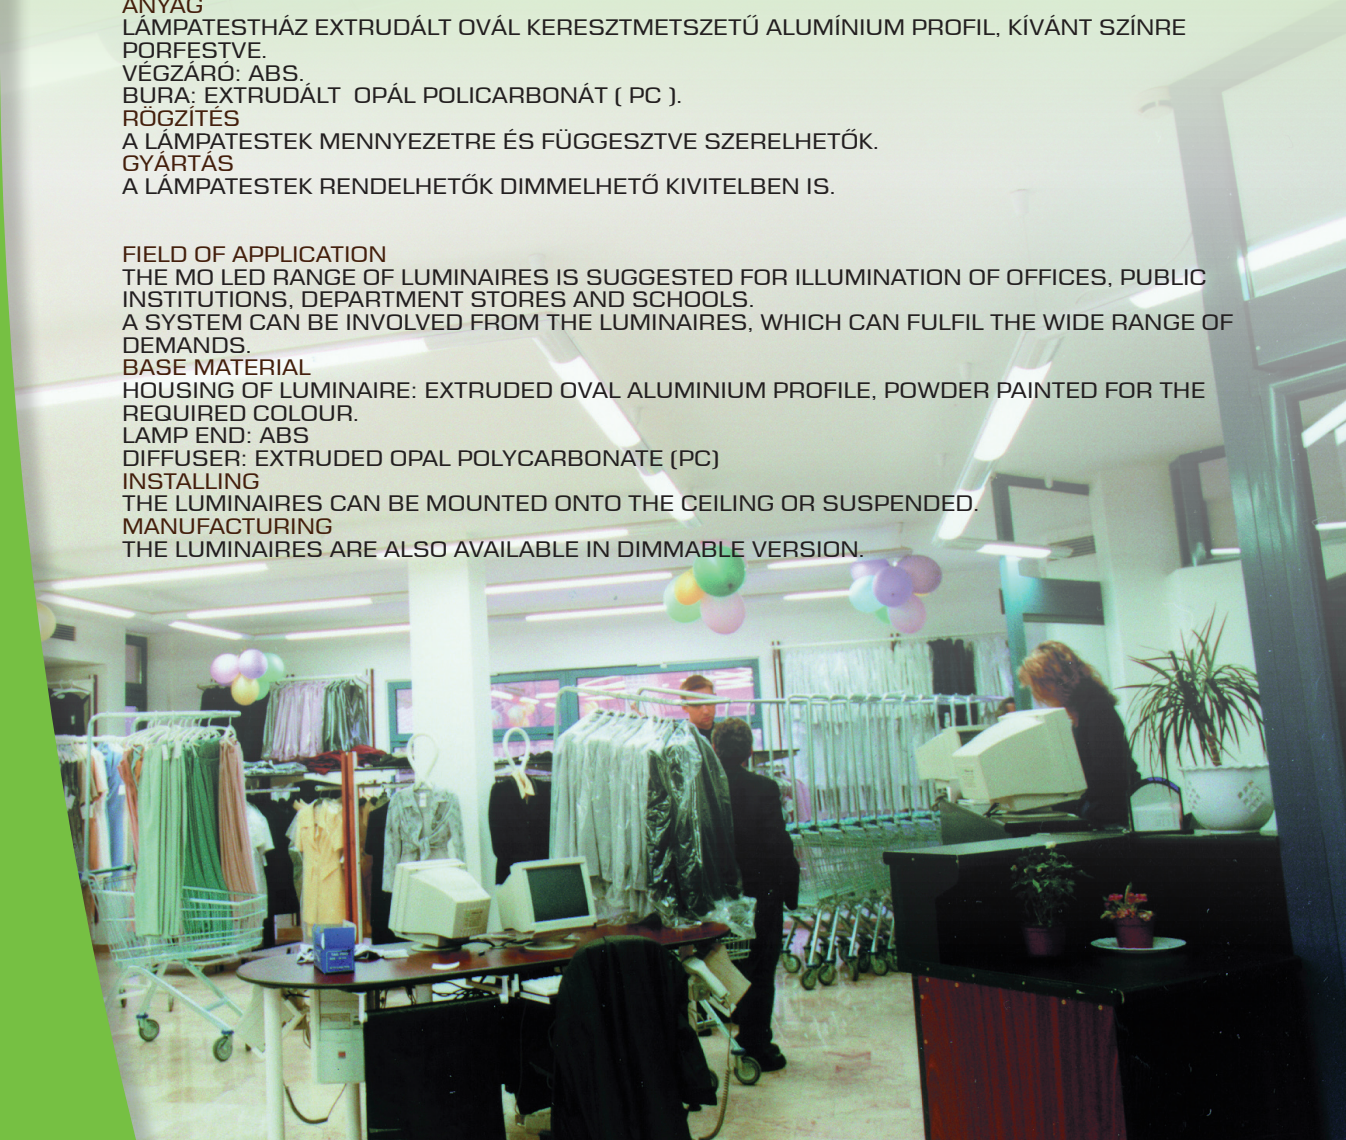 ANYAG
LÁMPATESTHÁZ EXTRUDÁLT OVÁL KERESZTMETSZETŰ ALUMÍNIUM PROFIL, KÍVÁNT SZÍNRE
PORFESTVE.
VÉGZÁRÓ: ABS.
BURA: EXTRUDÁLT OPÁL POLICARBONÁT ( PC ).
RÖGZÍTÉS
A LÁMPATESTEK MENNYEZETRE ÉS FÜGGESZTVE SZERELHETŐK.
GYÁRTÁS
A LÁMPATESTEK RENDELHETŐK DIMMELHETŐ KIVITELBEN IS.
FIELD OF APPLICATION
THE MO LED RANGE OF LUMINAIRES IS SUGGESTED FOR ILLUMINATION OF OFFICES, PUBLIC
INSTITUTIONS, DEPARTMENT STORES AND SCHOOLS.
A SYSTEM CAN BE INVOLVED FROM THE LUMINAIRES, WHICH CAN FULFIL THE WIDE RANGE OF
DEMANDS.
BASE MATERIAL
HOUSING OF LUMINAIRE: EXTRUDED OVAL ALUMINIUM PROFILE, POWDER PAINTED FOR THE
REQUIRED COLOUR.
LAMP END: ABS
DIFFUSER: EXTRUDED OPAL POLYCARBONATE (PC)
INSTALLING
THE LUMINAIRES CAN BE MOUNTED ONTO THE CEILING OR SUSPENDED.
MANUFACTURING
THE LUMINAIRES ARE ALSO AVAILABLE IN DIMMABLE VERSION.